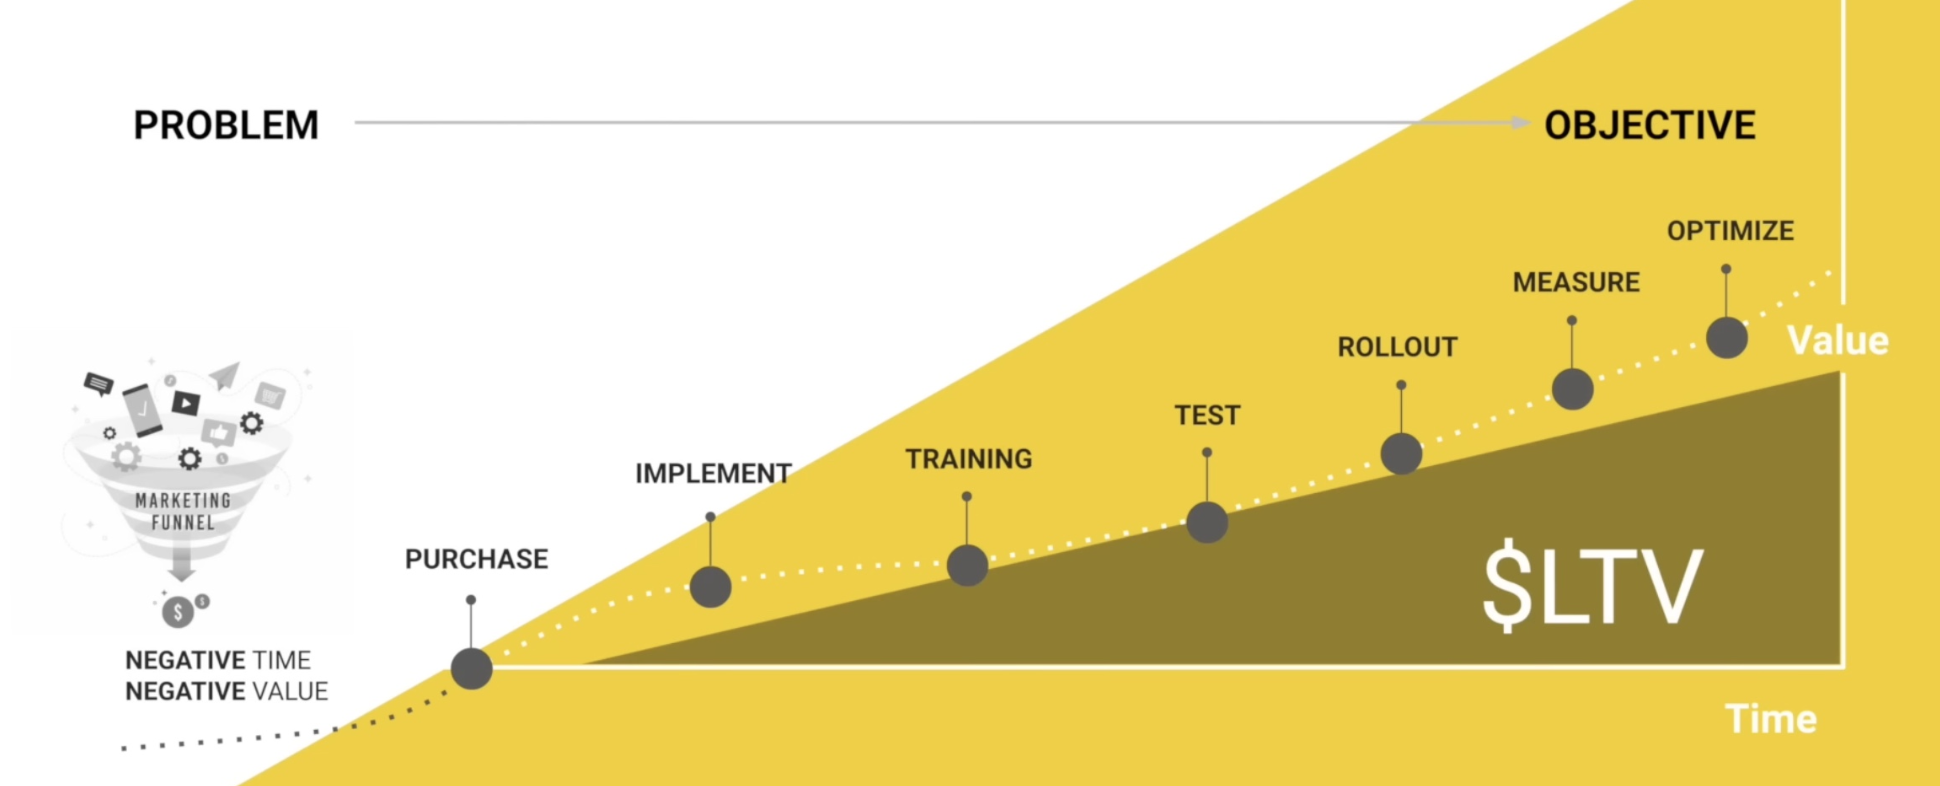 PROBLEM
OBJECTIVE
OPTIMIZE
MEASURE
Value
ROLLOUT
TEST
TRAINING
IMPLEMENT
PURCHASE
MARKETING
FUNNEL
$
$
$LTV
NEGATIVE TIME
NEGATIVE VALUE
Time